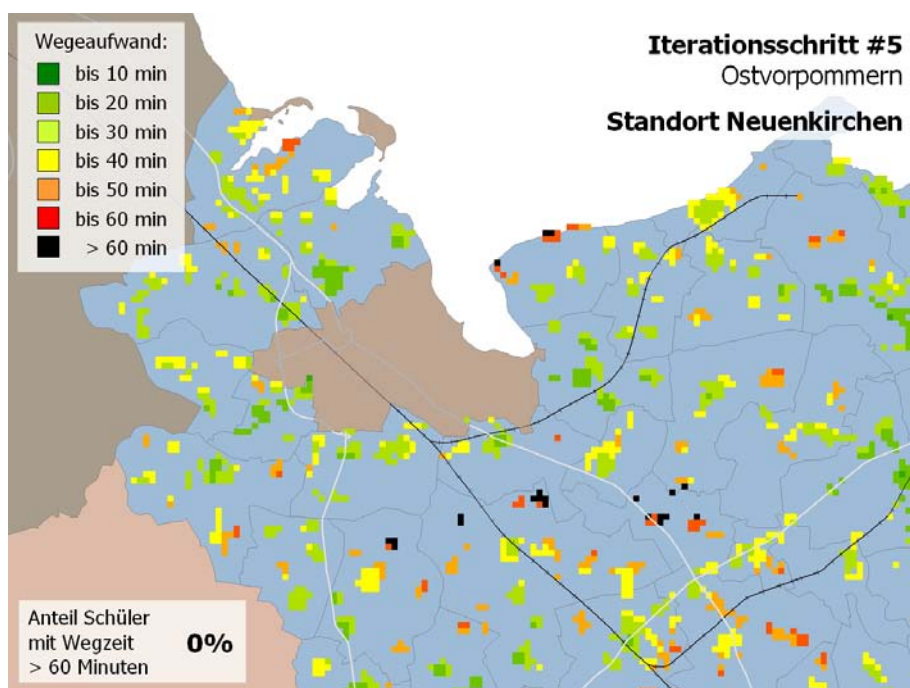 Wegeaufwand:
bis 10 min
bis 20 min
bis 30 min
bis 40 min
bis 50 min
bis 60 min
> 60 min
Iterationsschritt #5
Ostvorpommern
Standort Neuenkirchen
Anteil Schüler
mit Wegzeit 0%
> 60 Minuten